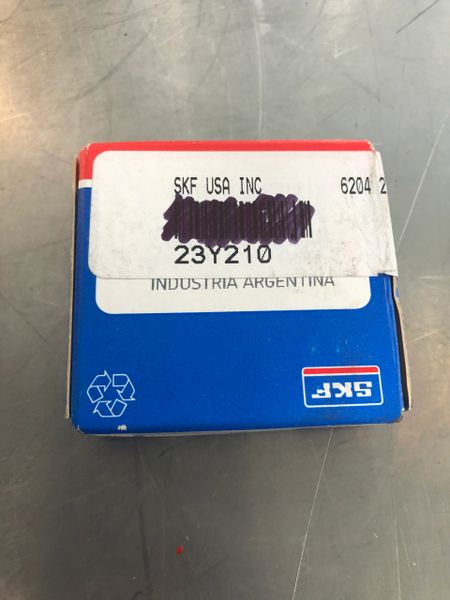 SKF USA INC 6204 2
23Y210
INDUSTRIA ARGENTINA
SKF